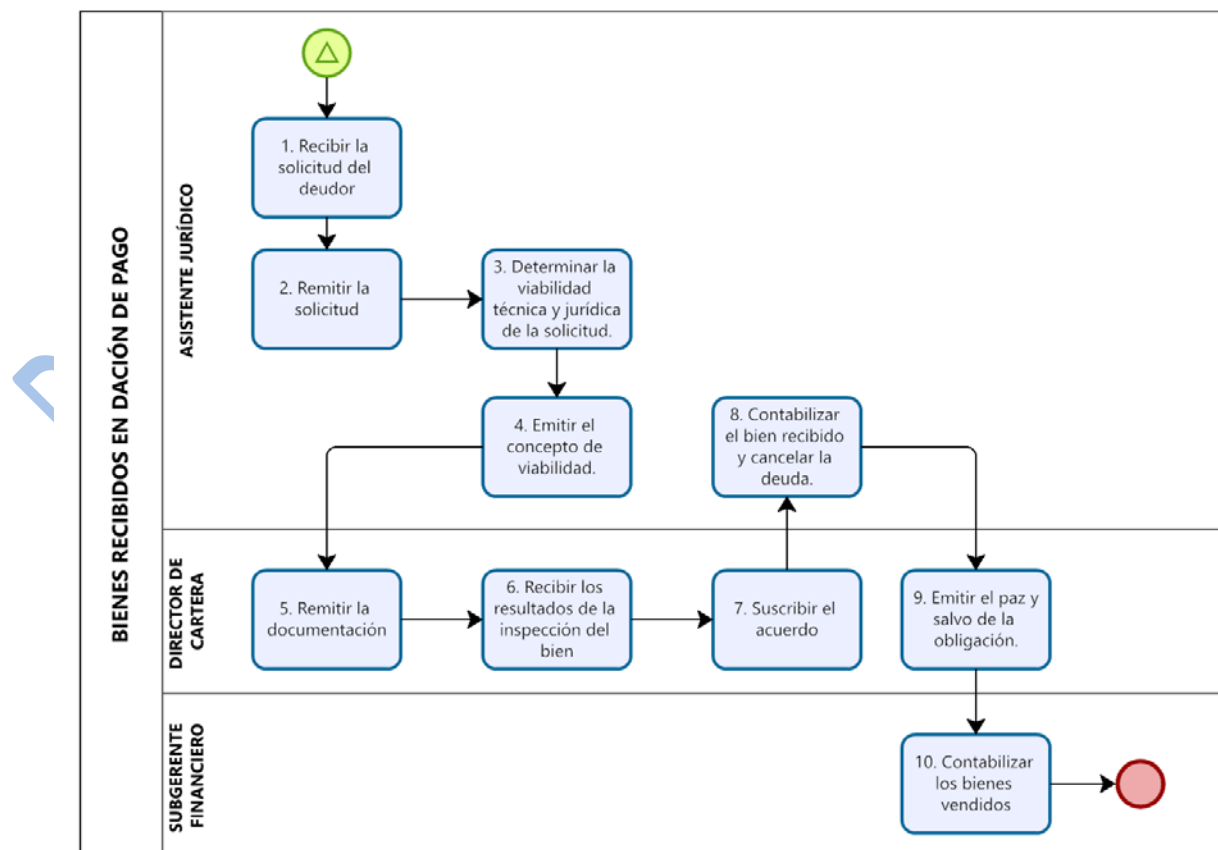 BIENES RECIBIDOS EN DACIÓN DE PAGO
ASISTENTE JURÍDICO
1. Recibir la
solicitud del
deudor
2. Remitir la
solicitud
3. Determinar la
viabilidad
técnica y jurídica
de la solicitud.
4. Emitir el
concepto de
viabilidad.
8. Contabilizar
el bien recibido
y cancelar la
deuda.
DIRECTOR DE
CARTERA
5. Remitir la
documentación
6. Recibir los
resultados de la
inspección del
bien
7. Suscribir el
acuerdo
9. Emitir el paz y
salvo de la
obligación.
SUBGERENTE
FINANCIERO
10. Contabilizar
los bienes
vendidos